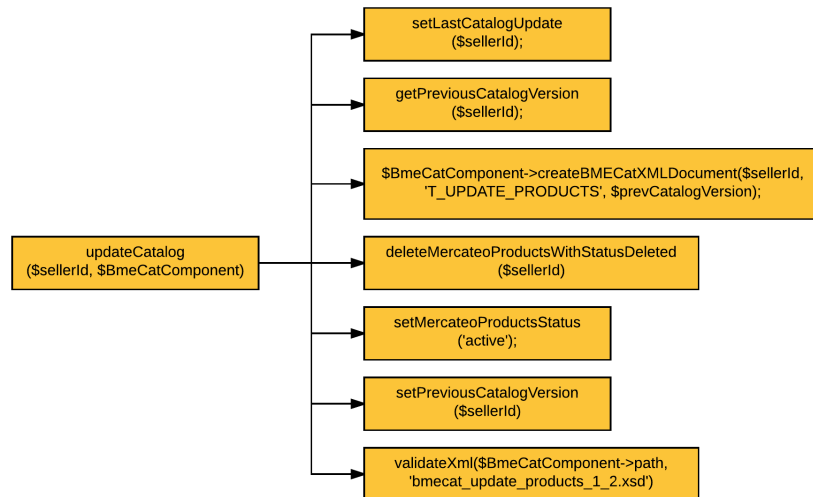 setLastCatalogUpdate
($sellerId);
getPreviousCatalogVersion
($sellerId);
$BmeCatComponent->createBMECatXMLDocument($sellerId,
'T_UPDATE_PRODUCTS', $prevCatalogVersion);
updateCatalog
($sellerId, $BmeCatComponent)
deleteMercateoProductsWithStatusDeleted
($sellerId)
setMercateoProductsStatus
('active');
setPreviousCatalogVersion
($sellerId)
validateXml($BmeCatComponent->path,
'bmecat_update_products_1_2.xsd')